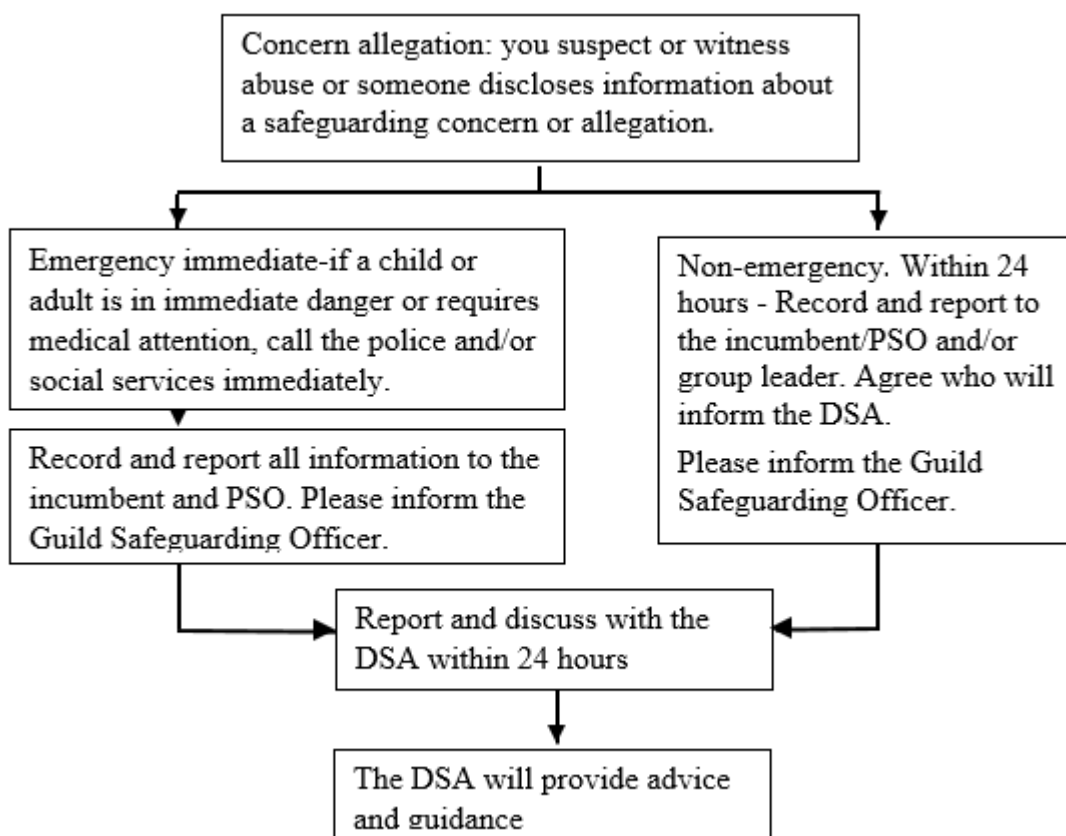 Concern allegation: you suspect or witness
abuse or someone discloses information about
a safeguarding concern or allegation.
Emergency immediate-if a child or
adult is in immediate danger or requires
medical attention, call the police and/or
social services immediately.
Record and report all information to the
incumbent and PSO. Please inform the
Guild Safeguarding Officer.
Non-emergency. Within 24
hours - Record and report to
the incumbent/PSO and/or
group leader. Agree who will
inform the DSA.
Please inform the Guild
Safeguarding Officer.
Report and discuss with the
DSA within 24 hours
The DSA will provide advice
and guidance